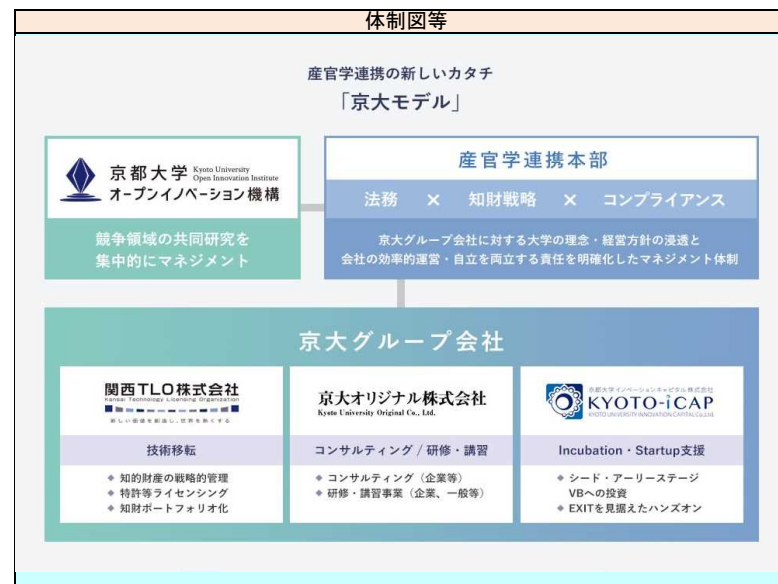 体制図等
産官学連携の新しいカタチ
「京大モデル」
京都大学 Kyoto University
Open Innovation Institute
オープンイノベーション機構
競争領域の共同研究を
集中的にマネジメント
産官学連携本部
法務 × 知財戦略 × コンプライアンス
京大グループ会社に対する大学の理念・経営方針の浸透と
会社の効率的運営・自立を両立する責任を明確化したマネジメント体制
京大グループ会社
関西TLO株式会社
Kansai Technology Licensing Organization
新しい価値を創造し、世界を熱くする
技術移転
◆ 知的財産の戦略的管理
◆ 特許等ライセンシング
◆ 知財ポートフォリオ化
京大オリジナル株式会社
Kyoto University Original Co., Ltd.
コンサルティング / 研修・講習
◆ コンサルティング（企業等）
◆ 研修・講習事業（企業、一般等）
京都大学イノベーションキャピタル株式会社
KYOTO-iCAP
KYOTO UNIVERSITY INNOVATION CAPITAL Co.,Ltd.
Incubation・Startup支援
◆ シード・アーリーステージ
VBへの投資
◆ EXITを見据えたハンズオン